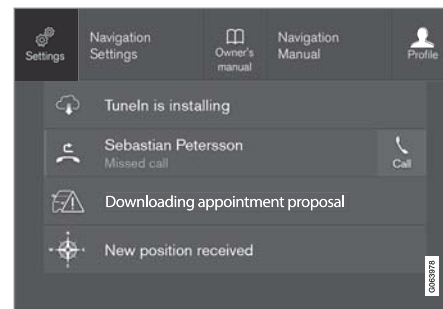 Settings
Navigation
Settings
Owner's
manual
Navigation
Manual
Profile
TuneIn is installing
Sebastian Petersson
Missed call
Call
Downloading appointment proposal
New position received
G063978